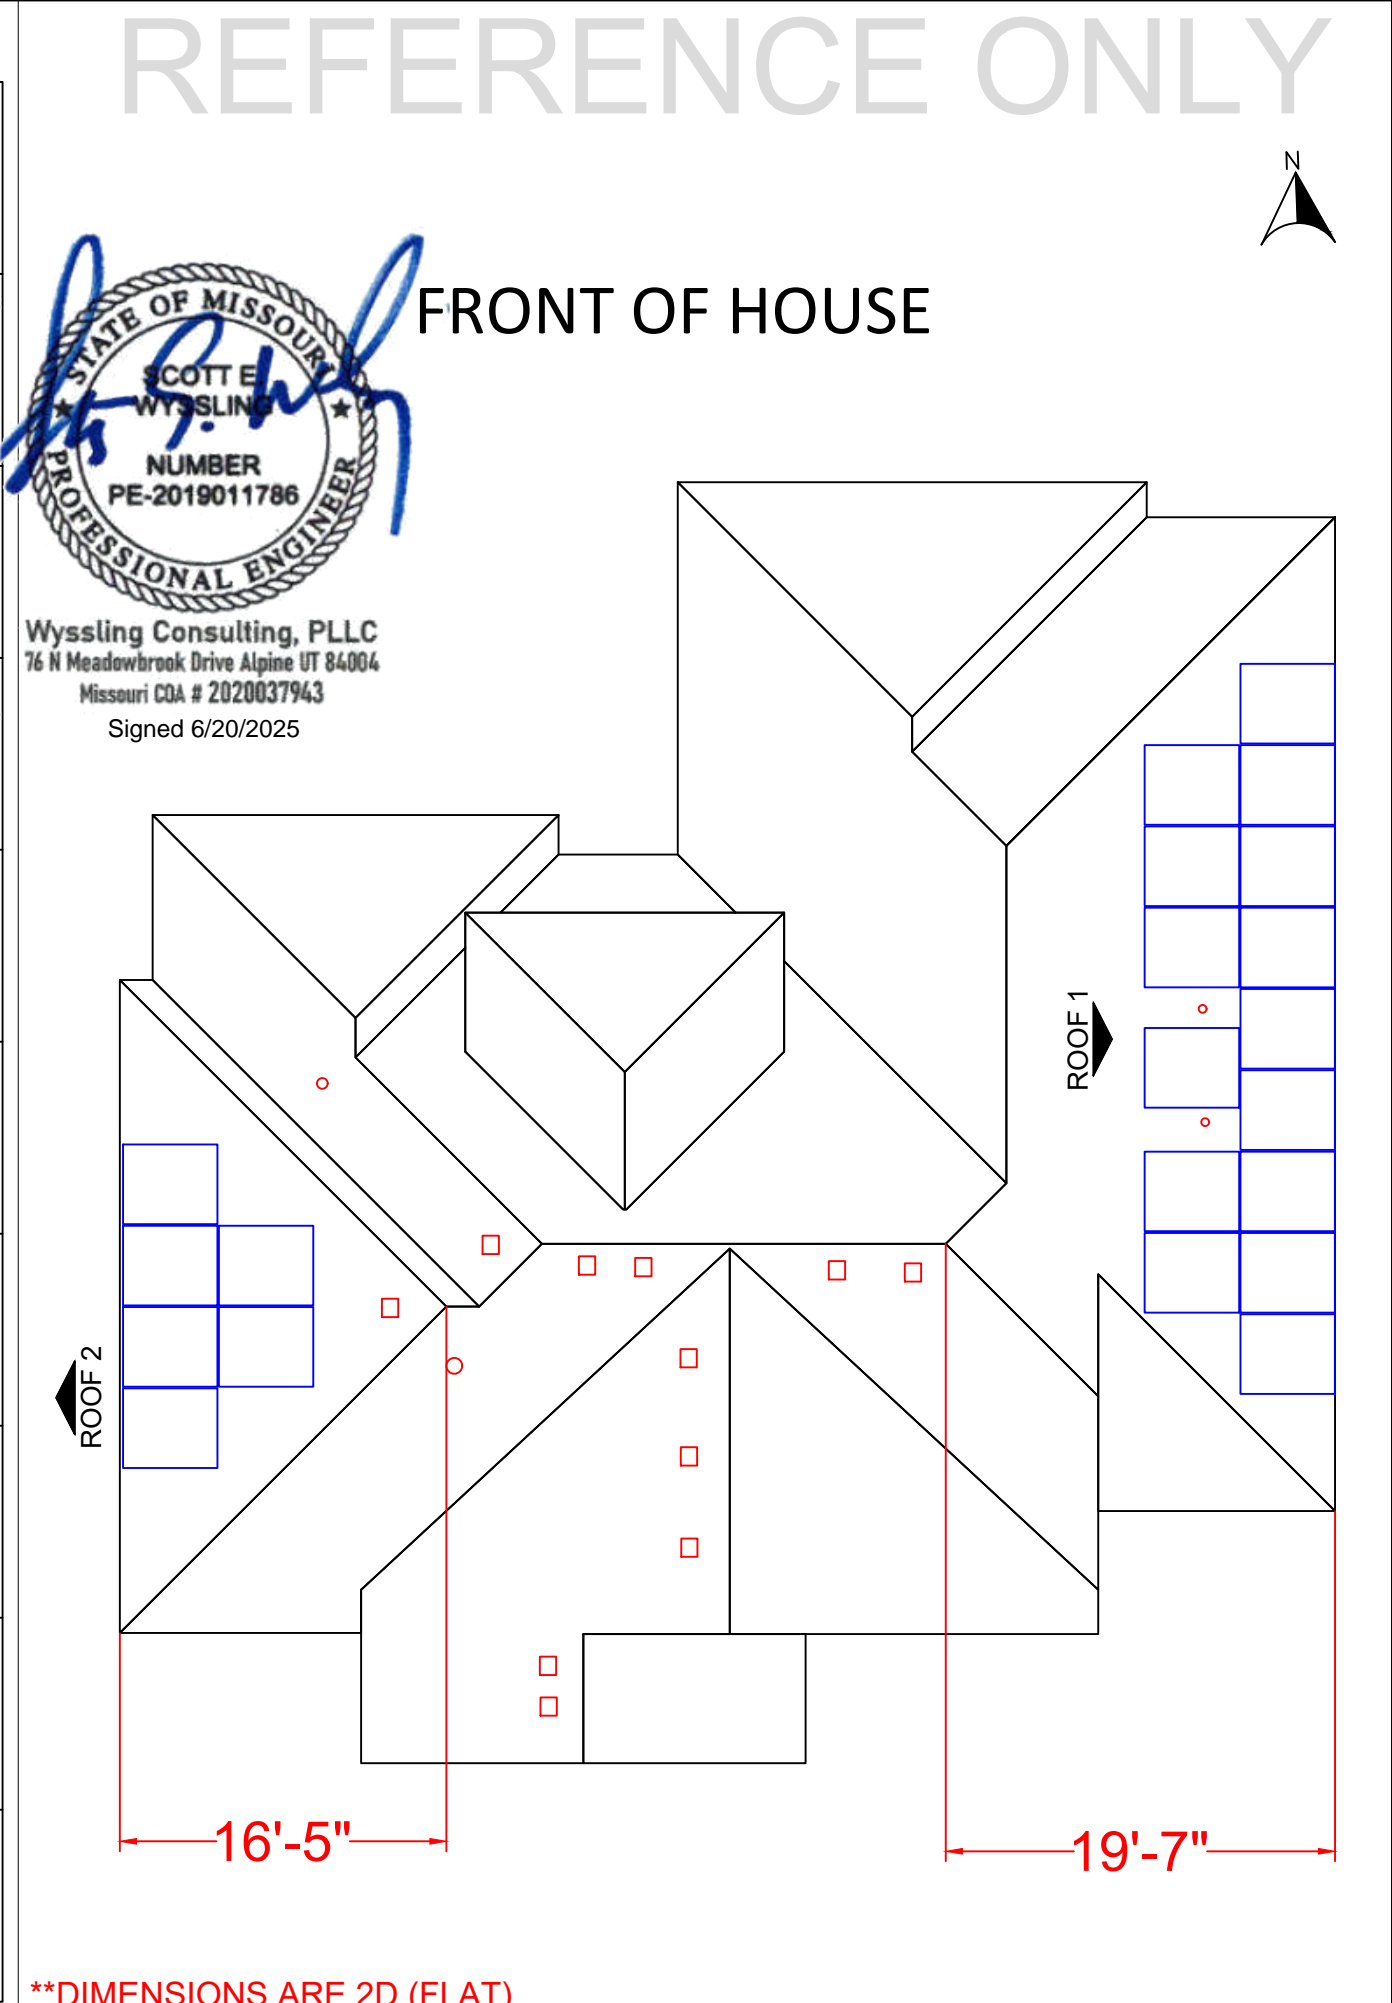 REFERENCE ONLY
N
FRONT OF HOUSE
STATE OF MISSOURI
SCOTT E.
WYSSLING
NUMBER
PE-2019011786
PROFESSIONAL ENGINEER
Wyssling Consulting, PLLC
76 N Meadowbrook Drive Alpine UT 84004
Missouri COA # 2020037943
Signed 6/20/2025
ROOF 1
ROOF 2
16'-5"
19'-7"
**DIMENSIONS ARE 2D (FLAT)